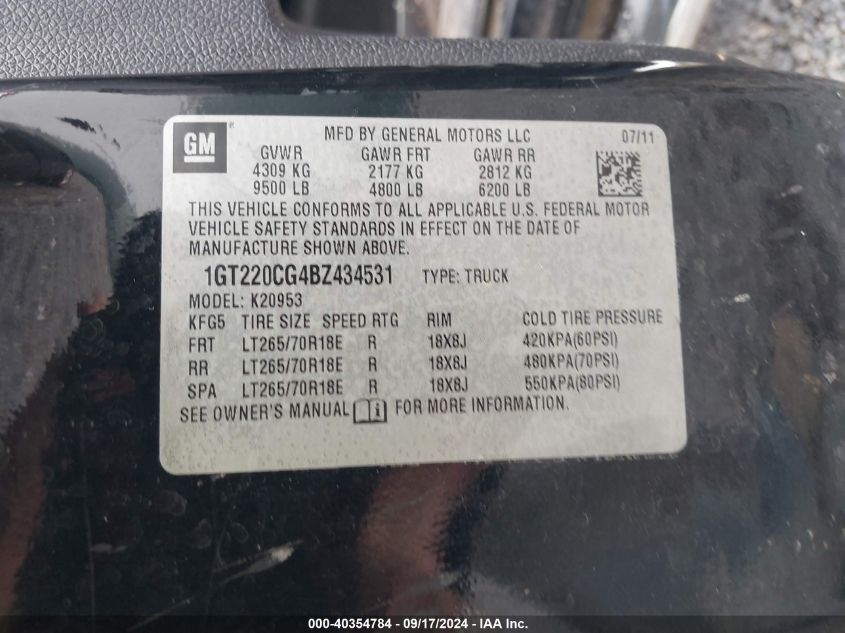 GM
MFD BY GENERAL MOTORS LLC 07/11
GVWR GAWR FRT GAWR RR
4309 KG 2177 KG 2812 KG
9500 LB 4800 LB 6200 LB
THIS VEHICLE CONFORMS TO ALL APPLICABLE U.S. FEDERAL MOTOR
VEHICLE SAFETY STANDARDS IN EFFECT ON THE DATE OF
MANUFACTURE SHOWN ABOVE.
1GT220CG4BZ434531 TYPE: TRUCK
MODEL: K20953
KFG5 TIRE SIZE SPEED RTG RIM COLD TIRE PRESSURE
FRT LT265/70R18E R 18X8J 420KPA(60PSI)
RR LT265/70R18E R 18X8J 480KPA(70PSI)
SPA LT265/70R18E R 18X8J 550KPA(80PSI)
SEE OWNER'S MANUAL i FOR MORE INFORMATION.
000-40354784 - 09/17/2024 - IAA Inc.